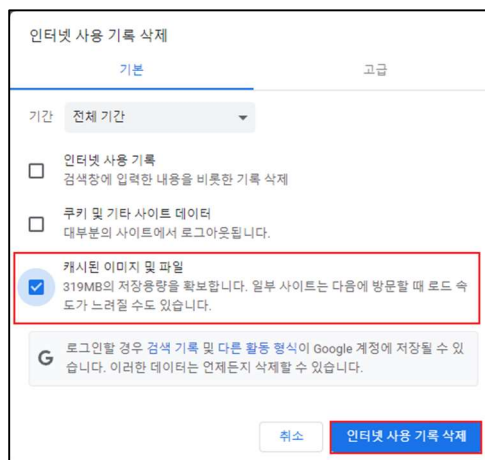 인터넷 사용 기록 삭제
기본
고급
기간 전체 기간
인터넷 사용 기록
검색창에 입력한 내용을 비롯한 기록 삭제
쿠키 및 기타 사이트 데이터
대부분의 사이트에서 로그아웃됩니다.
캐시된 이미지 및 파일
319MB의 저장용량을 확보합니다. 일부 사이트는 다음에 방문할 때 로드 속
도가 느려질 수도 있습니다.
G 로그인할 경우 검색 기록 및 다른 활동 형식이 Google 계정에 저장될 수 있
습니다. 이러한 데이터는 언제든지 삭제할 수 있습니다.
취소
인터넷 사용 기록 삭제